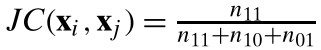 JC(𝐱ᵢ, 𝐱ⱼ) = n₁₁ / (n₁₁+n₁₀+n₀₁)